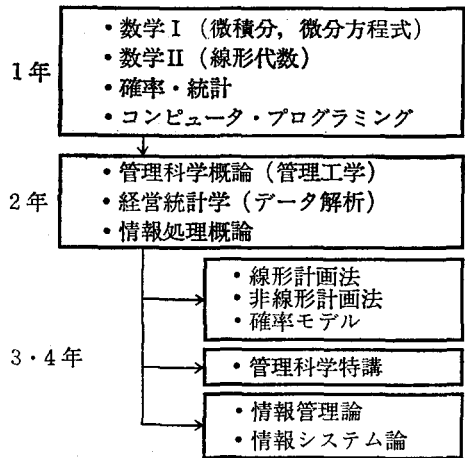 1年
・数学Ⅰ（微積分，微分方程式）
・数学Ⅱ（線形代数）
・確率・統計
・コンピュータ・プログラミング
2年
・管理科学概論（管理工学）
・経営統計学（データ解析）
・情報処理概論
3・4年
・線形計画法
・非線形計画法
・確率モデル
・管理科学特講
・情報管理論
・情報システム論